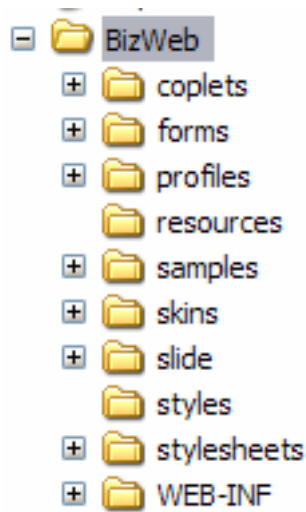 BizWeb
coplets
forms
profiles
resources
samples
skins
slide
styles
stylesheets
WEB-INF